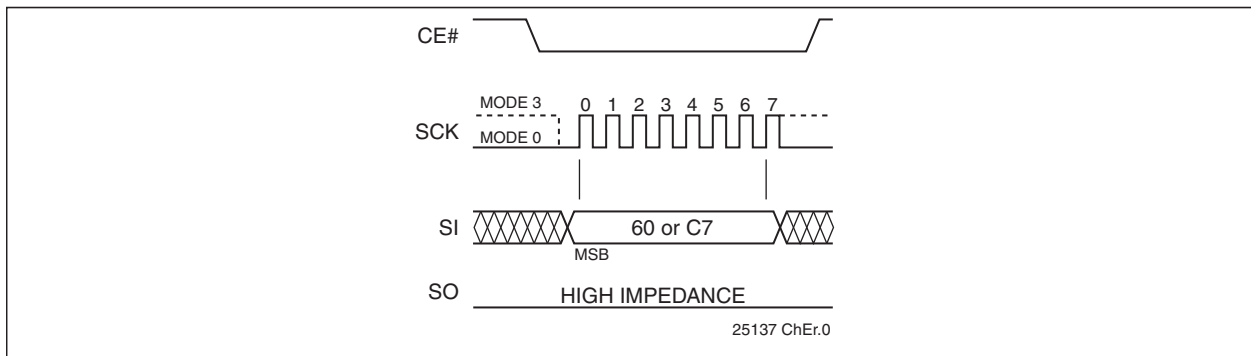 CE#
MODE 3
0 1 2 3 4 5 6 7
SCK
MODE 0
SI
60 or C7
MSB
SO
HIGH IMPEDANCE
25137 ChEr.0